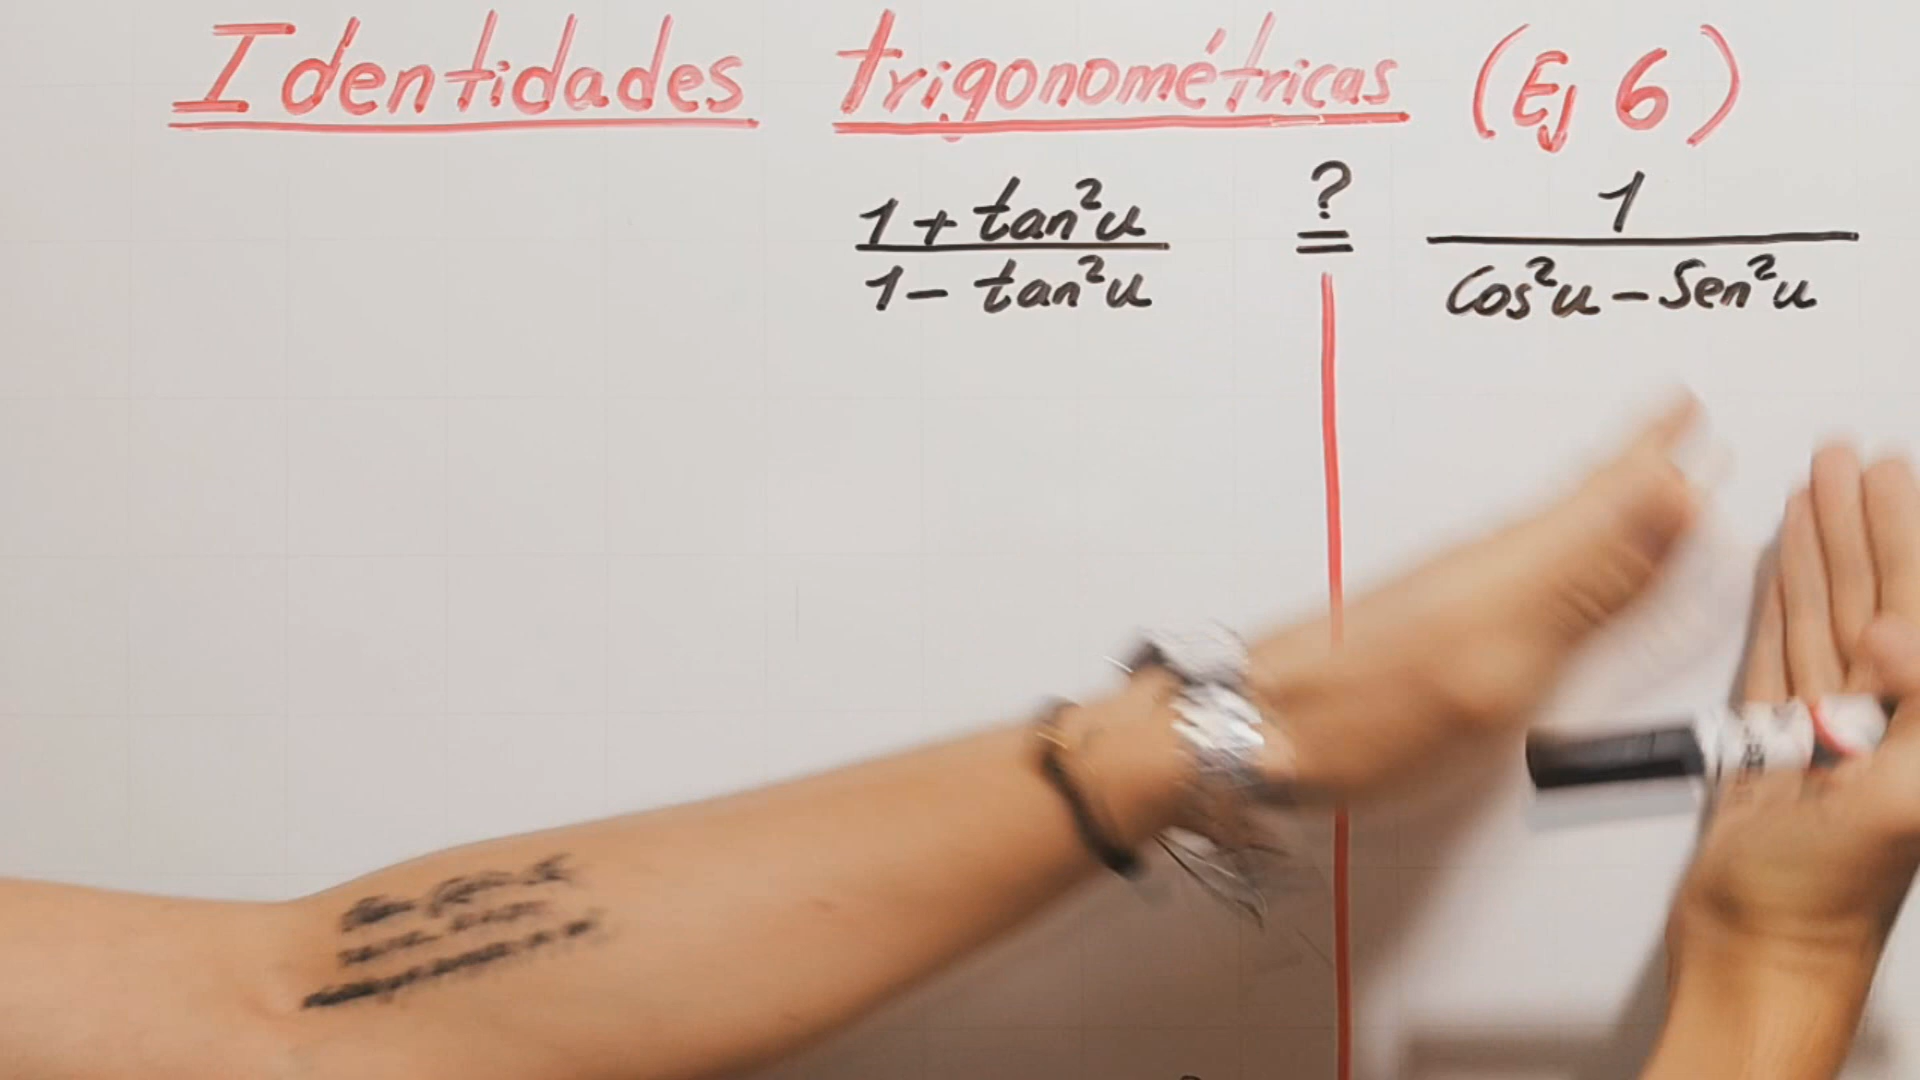 Identidades trigonométricas (Ej 6)
1 + tan²u / 1 - tan²u =? 1 / Cos²u - Sen²u